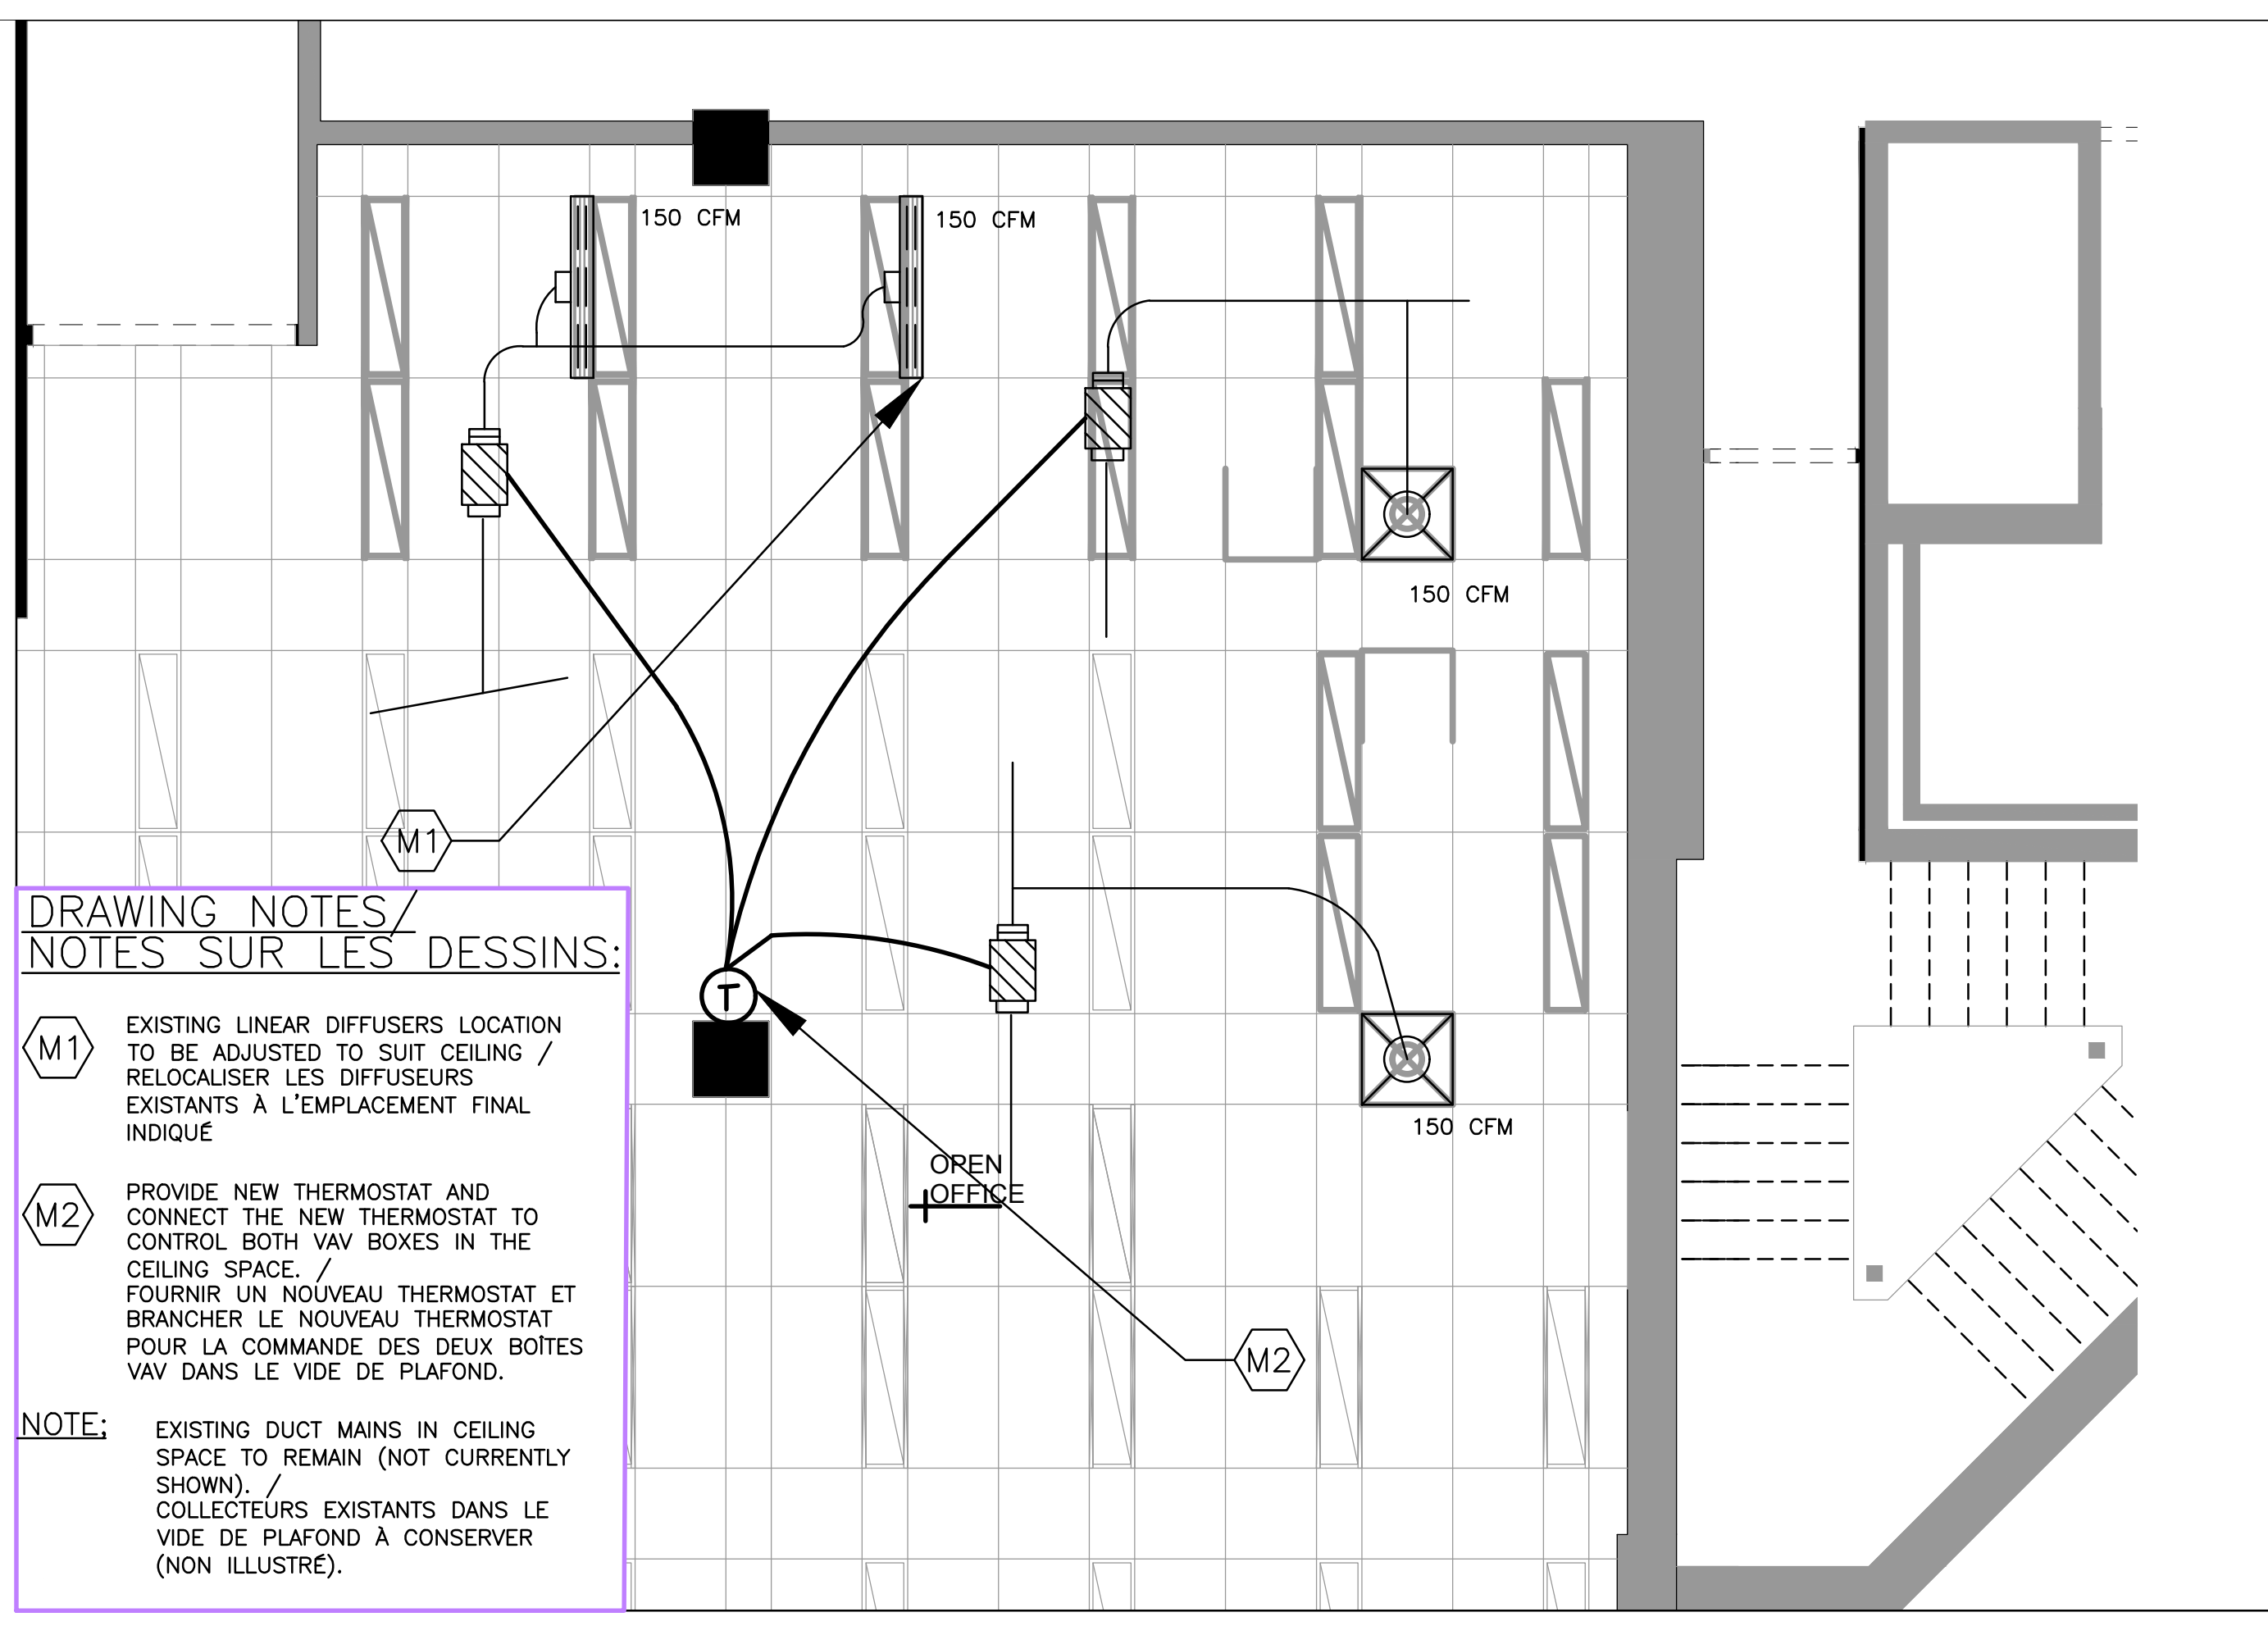 150 CFM
150 CFM
150 CFM
M1
T
150 CFM
OPEN
OFFICE
M2
DRAWING NOTES/
NOTES SUR LES DESSINS:
M1
EXISTING LINEAR DIFFUSERS LOCATION
TO BE ADJUSTED TO SUIT CEILING /
RELOCALISER LES DIFFUSEURS
EXISTANTS À L'EMPLACEMENT FINAL
INDIQUÉ
M2
PROVIDE NEW THERMOSTAT AND
CONNECT THE NEW THERMOSTAT TO
CONTROL BOTH VAV BOXES IN THE
CEILING SPACE. /
FOURNIR UN NOUVEAU THERMOSTAT ET
BRANCHER LE NOUVEAU THERMOSTAT
POUR LA COMMANDE DES DEUX BOÎTES
VAV DANS LE VIDE DE PLAFOND.
NOTE;
EXISTING DUCT MAINS IN CEILING
SPACE TO REMAIN (NOT CURRENTLY
SHOWN). /
COLLECTEURS EXISTANTS DANS LE
VIDE DE PLAFOND À CONSERVER
(NON ILLUSTRÉ).